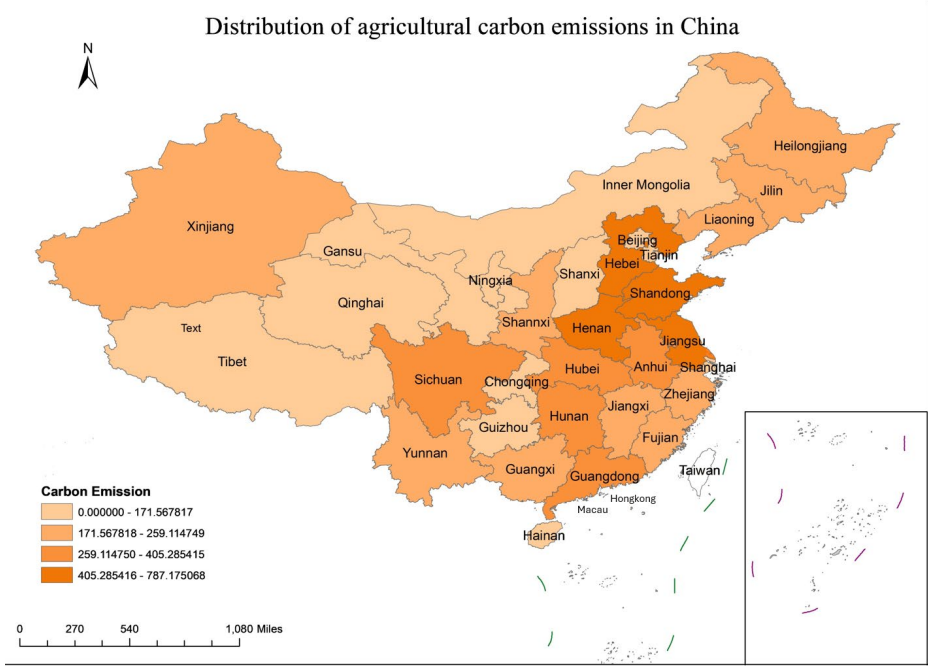 Distribution of agricultural carbon emissions in China
N
Heilongjiang
Inner Mongolia
Jilin
Xinjiang
Liaoning
Beijing
Gansu
Tianjin
Hebei
Shanxi
Ningxia
Shandong
Qinghai
Shannxi
Henan
Text
Jiangsu
Tibet
Hubei
Anhui
Shanghai
Sichuan
Chongqing
Zhejiang
Jiangxi
Hunan
Guizhou
Fujian
Yunnan
Guangxi
Guangdong
Taiwan
Hongkong
Macau
Hainan
Carbon Emission
0.000000 - 171.567817
171.567818 - 259.114749
259.114750 - 405.285415
405.285416 - 787.175068
0 270 540 1,080 Miles